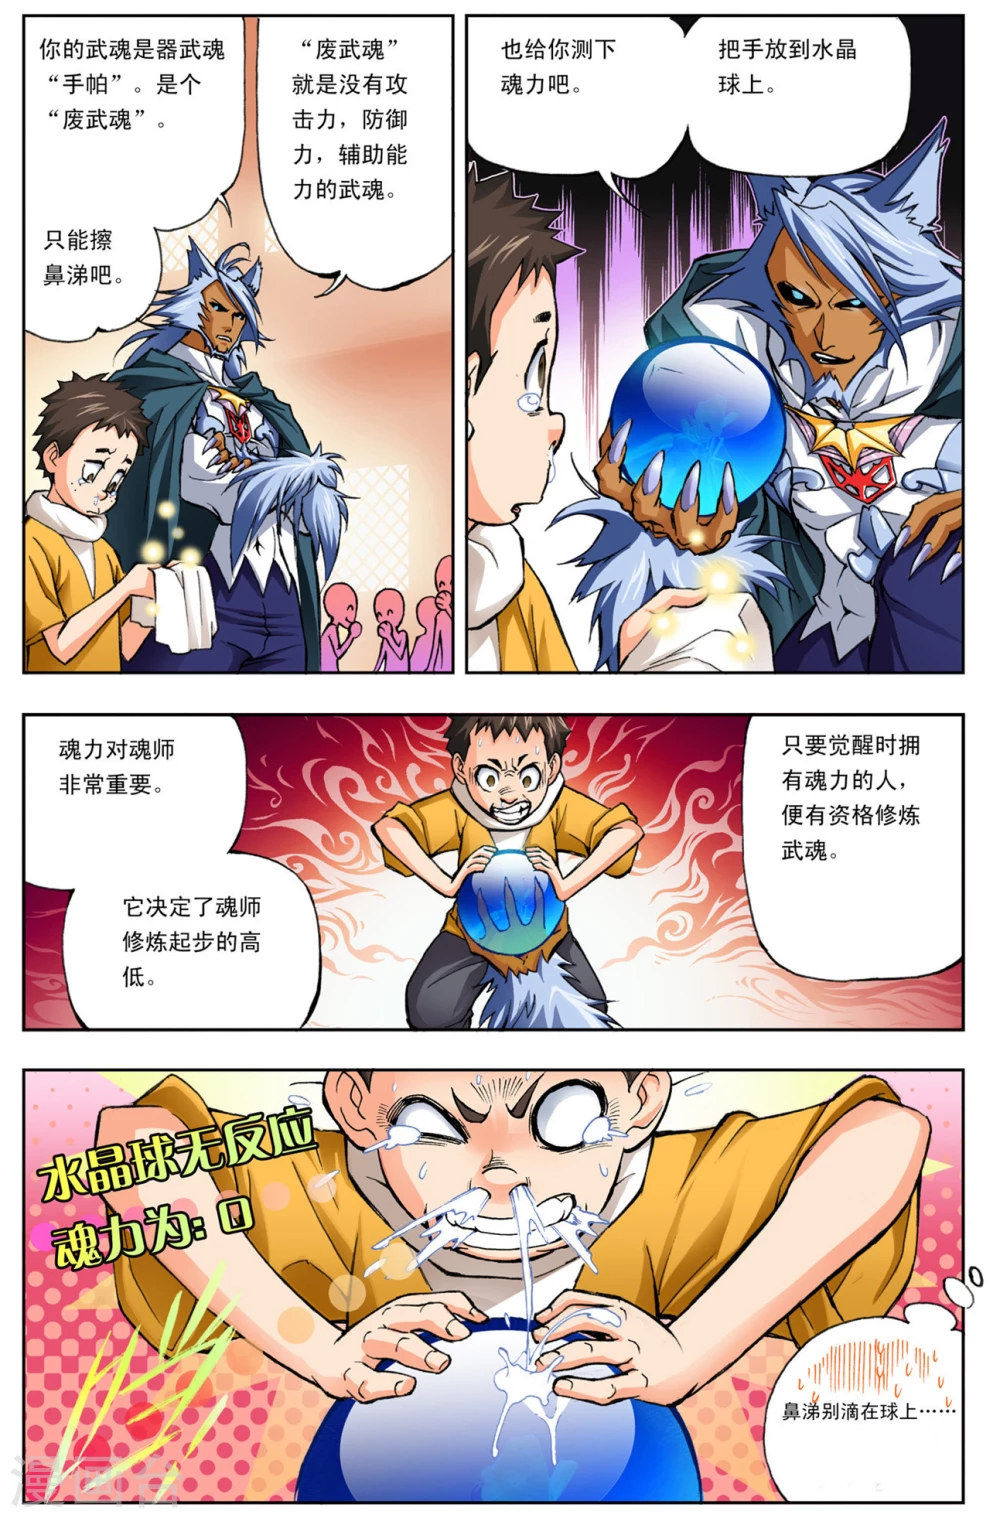 你的武魂是器武魂
“手帕”。是个
“废武魂”。
“废武魂”
就是没有攻
击力，防御
力，辅助能
力的武魂。
只能擦
鼻涕吧。
也给你测下
魂力吧。
把手放到水晶
球上。
魂力对魂师
非常重要。
它决定了魂师
修炼起步的高
低。
只要觉醒时拥
有魂力的人，
便有资格修炼
武魂。
水晶球无反应
魂力为:0
鼻涕别滴在球上……
漫画台